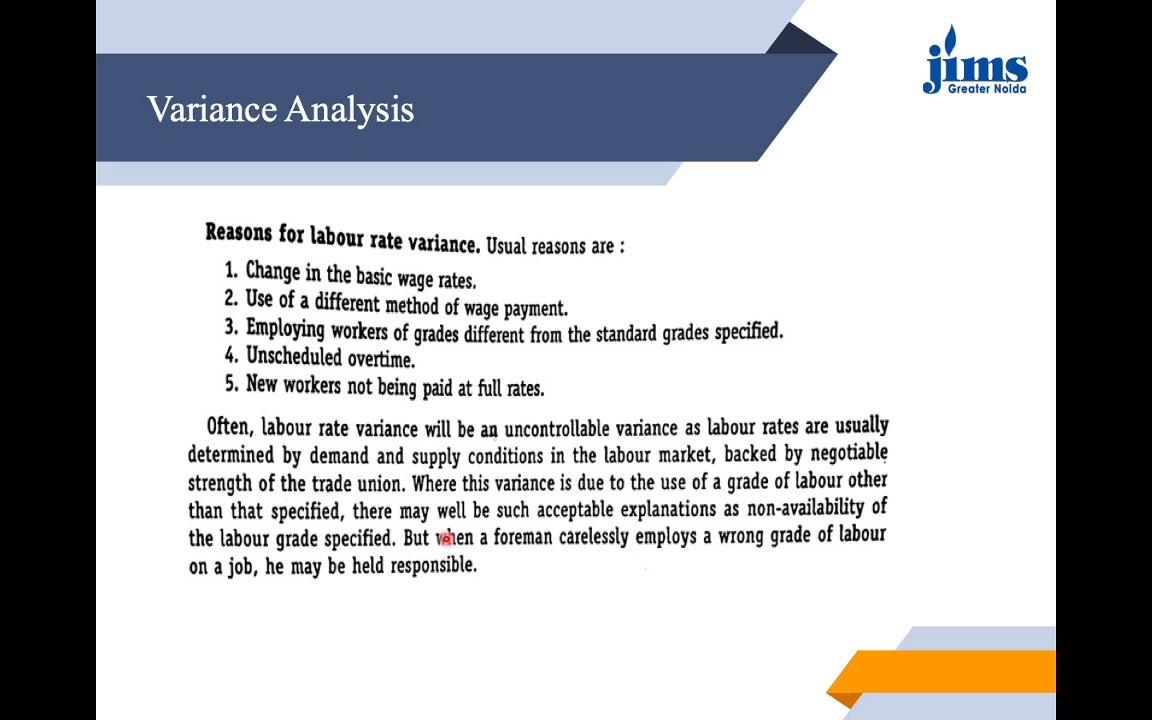 jims
Greater Noida
Variance Analysis
Reasons for labour rate variance. Usual reasons are :
1. Change in the basic wage rates.
2. Use of a different method of wage payment.
3. Employing workers of grades different from the standard grades specified.
4. Unscheduled overtime.
5. New workers not being paid at full rates.
Often, labour rate variance will be an uncontrollable variance as labour rates are usually
determined by demand and supply conditions in the labour market, backed by negotiable
strength of the trade union. Where this variance is due to the use of a grade of labour other
than that specified, there may well be such acceptable explanations as non-availability of
the labour grade specified. But when a foreman carelessly employs a wrong grade of labour
on a job, he may be held responsible.